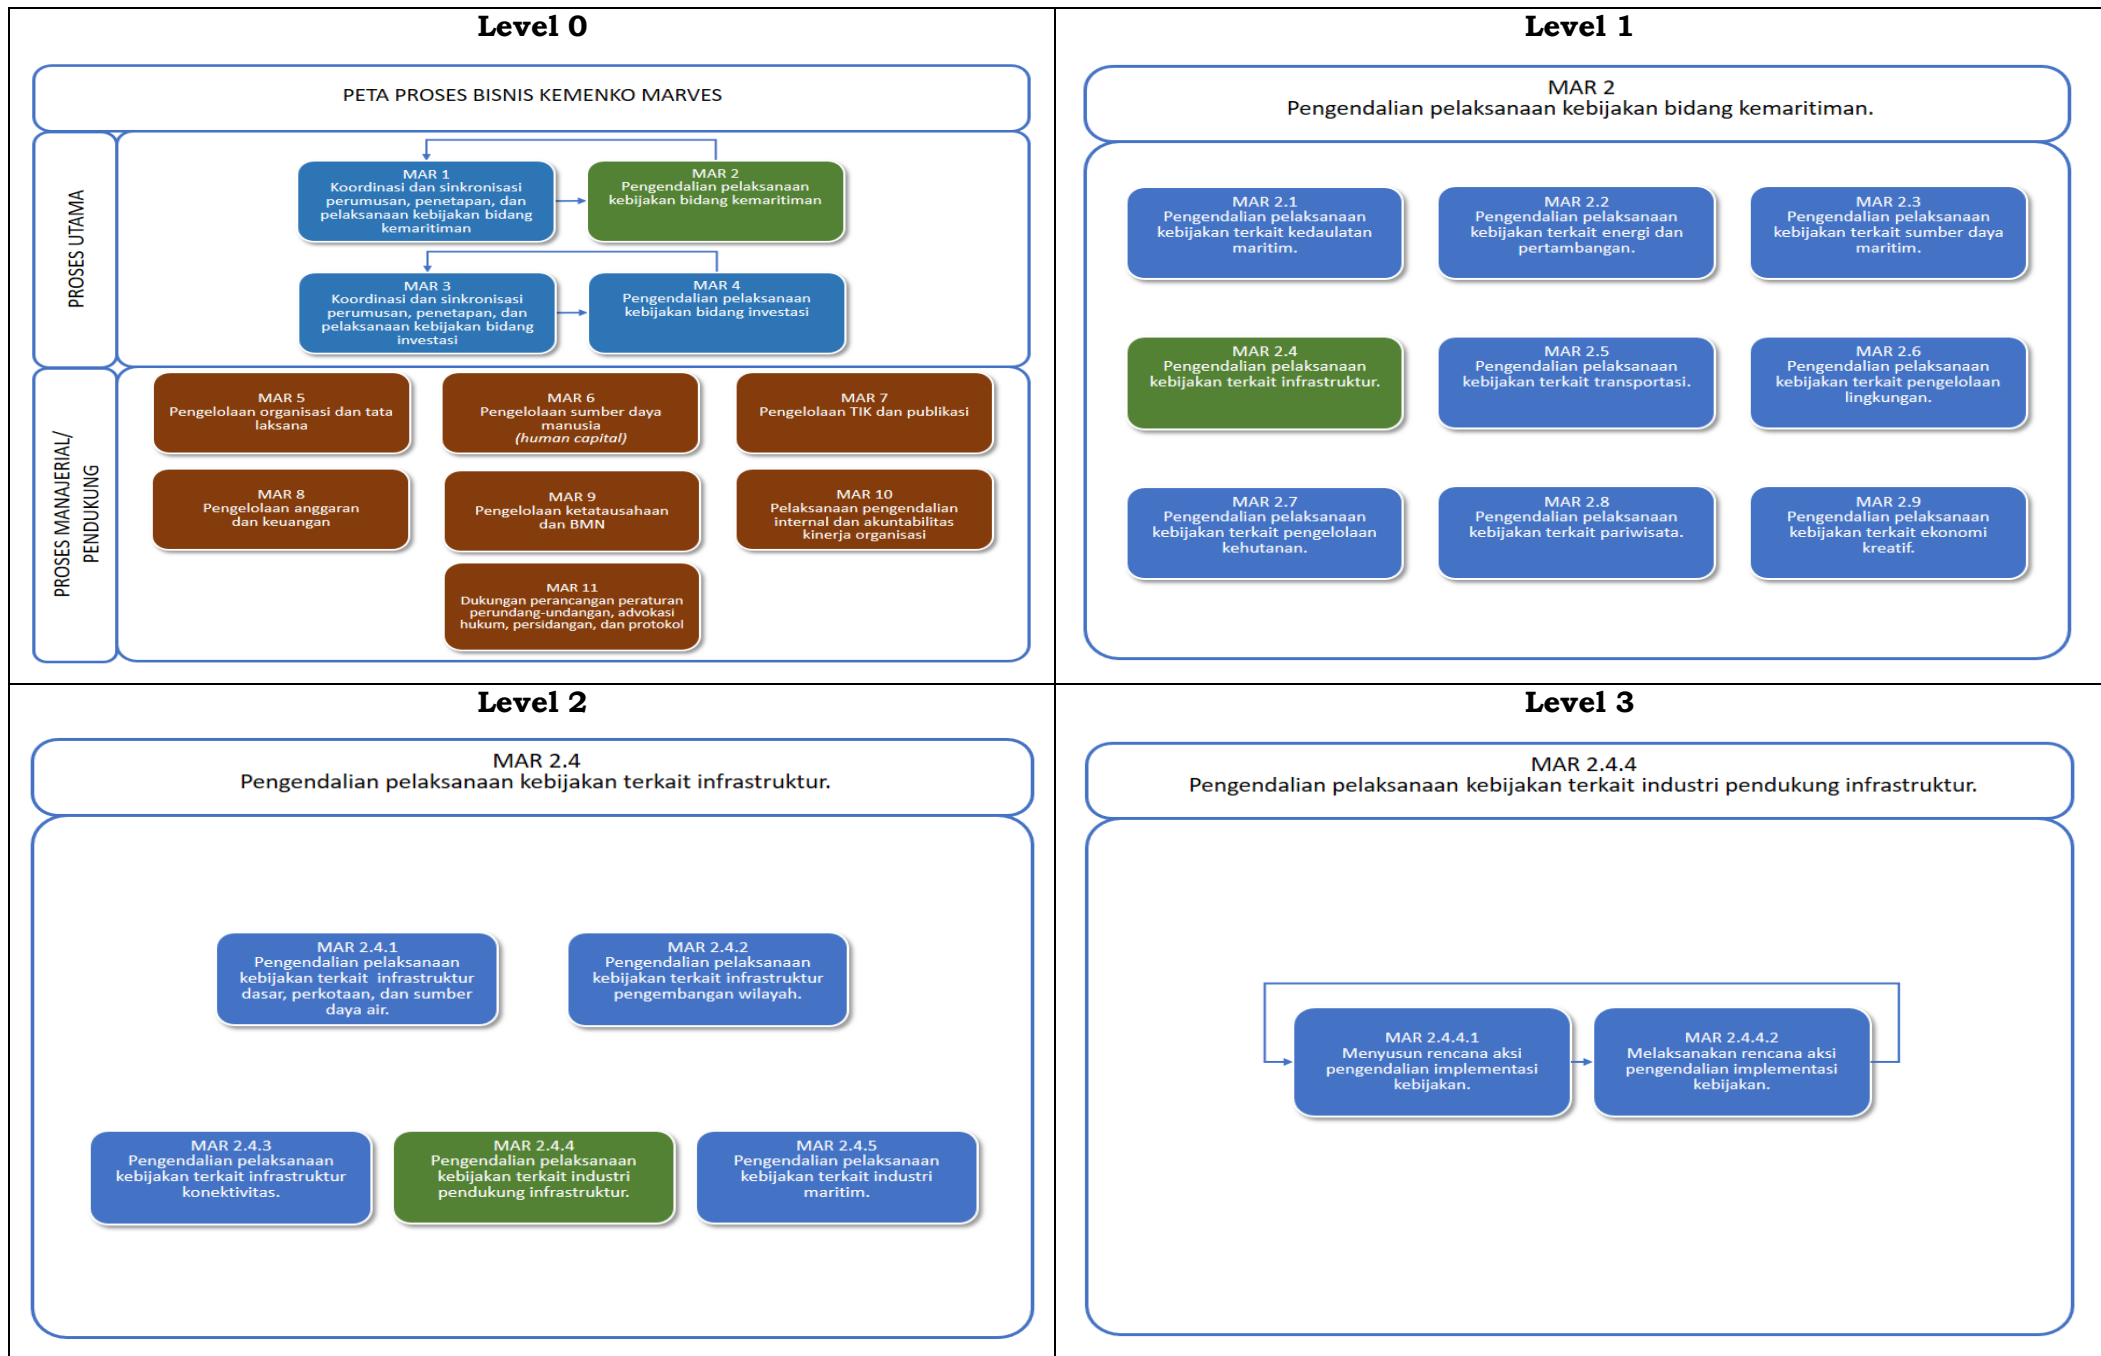 Level 0
PETA PROSES BISNIS KEMENKO MARVES
PROSES UTAMA
MAR 1
Koordinasi dan sinkronisasi
perumusan, penetapan, dan
pelaksanaan kebijakan bidang
kemaritiman
MAR 2
Pengendalian pelaksanaan
kebijakan bidang kemaritiman
MAR 3
Koordinasi dan sinkronisasi
perumusan, penetapan, dan
pelaksanaan kebijakan bidang
investasi
MAR 4
Pengendalian pelaksanaan
kebijakan bidang investasi
PROSES MANAJERIAL/
PENDUKUNG
MAR 5
Pengelolaan organisasi dan tata
laksana
MAR 6
Pengelolaan sumber daya
manusia
(human capital)
MAR 7
Pengelolaan TIK dan publikasi
MAR 8
Pengelolaan anggaran
dan keuangan
MAR 9
Pengelolaan ketatausahaan
dan BMN
MAR 10
Pelaksanaan pengendalian
internal dan akuntabilitas
kinerja organisasi
MAR 11
Dukungan perancangan peraturan
perundang-undangan, advokasi
hukum, persidangan, dan protokol
Level 1
MAR 2
Pengendalian pelaksanaan kebijakan bidang kemaritiman.
MAR 2.1
Pengendalian pelaksanaan
kebijakan terkait kedaulatan
maritim.
MAR 2.2
Pengendalian pelaksanaan
kebijakan terkait energi dan
pertambangan.
MAR 2.3
Pengendalian pelaksanaan
kebijakan terkait sumber daya
maritim.
MAR 2.4
Pengendalian pelaksanaan
kebijakan terkait infrastruktur.
MAR 2.5
Pengendalian pelaksanaan
kebijakan terkait transportasi.
MAR 2.6
Pengendalian pelaksanaan
kebijakan terkait pengelolaan
lingkungan.
MAR 2.7
Pengendalian pelaksanaan
kebijakan terkait pengelolaan
kehutanan.
MAR 2.8
Pengendalian pelaksanaan
kebijakan terkait pariwisata.
MAR 2.9
Pengendalian pelaksanaan
kebijakan terkait ekonomi
kreatif.
Level 2
MAR 2.4
Pengendalian pelaksanaan kebijakan terkait infrastruktur.
MAR 2.4.1
Pengendalian pelaksanaan
kebijakan terkait infrastruktur
dasar, perkotaan, dan sumber
daya air.
MAR 2.4.2
Pengendalian pelaksanaan
kebijakan terkait infrastruktur
pengembangan wilayah.
MAR 2.4.3
Pengendalian pelaksanaan
kebijakan terkait infrastruktur
konektivitas.
MAR 2.4.4
Pengendalian pelaksanaan
kebijakan terkait industri
pendukung infrastruktur.
MAR 2.4.5
Pengendalian pelaksanaan
kebijakan terkait industri
maritim.
Level 3
MAR 2.4.4
Pengendalian pelaksanaan kebijakan terkait industri pendukung infrastruktur.
MAR 2.4.4.1
Menyusun rencana aksi
pengendalian implementasi
kebijakan.
MAR 2.4.4.2
Melaksanakan rencana aksi
pengendalian implementasi
kebijakan.